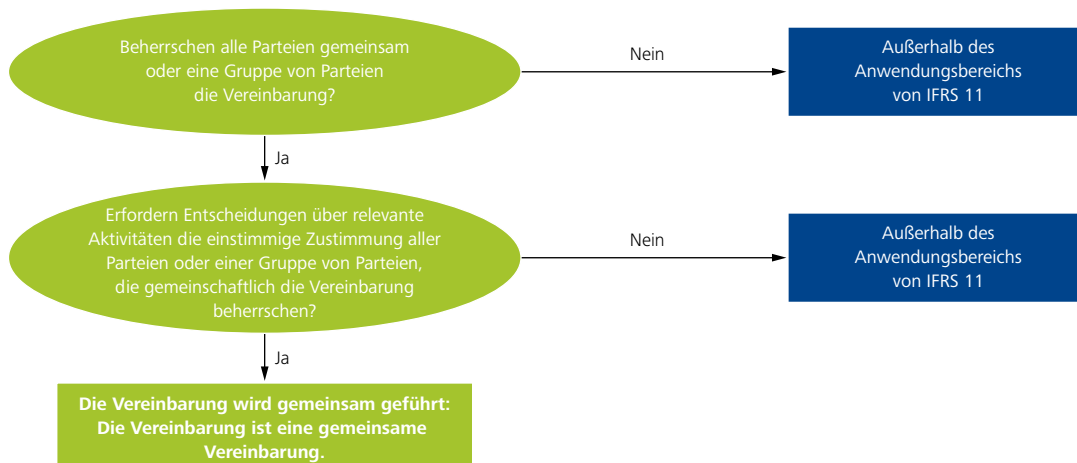 Beherrschen alle Parteien gemeinsam
oder eine Gruppe von Parteien
die Vereinbarung?
Nein
Außerhalb des
Anwendungsbereichs
von IFRS 11
Ja
Erfordern Entscheidungen über relevante
Aktivitäten die einstimmige Zustimmung aller
Parteien oder einer Gruppe von Parteien,
die gemeinschaftlich die Vereinbarung
beherrschen?
Nein
Außerhalb des
Anwendungsbereichs
von IFRS 11
Ja
Die Vereinbarung wird gemeinsam geführt:
Die Vereinbarung ist eine gemeinsame
Vereinbarung.